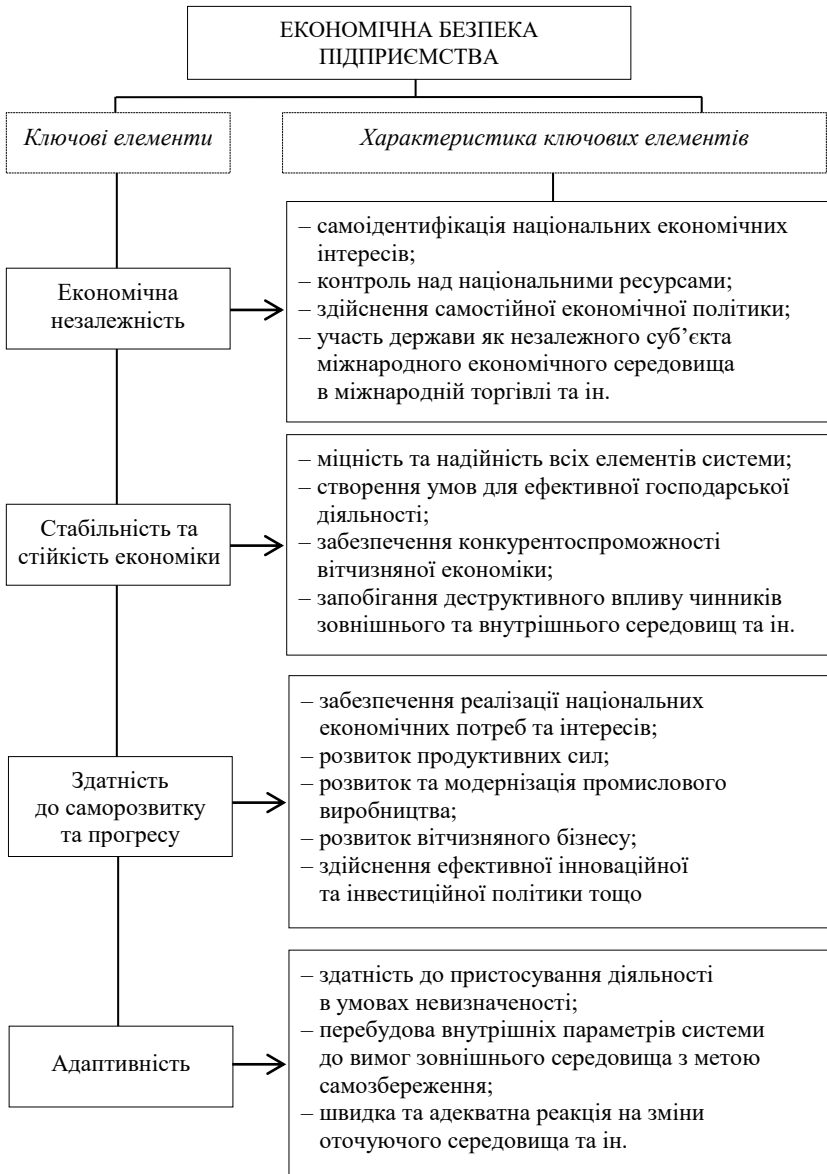 ЕКОНОМІЧНА БЕЗПЕКА
ПІДПРИЄМСТВА
Ключові елементи
Характеристика ключових елементів
Економічна
незалежність
– самоідентифікація національних економічних
інтересів;
– контроль над національними ресурсами;
– здійснення самостійної економічної політики;
– участь держави як незалежного суб’єкта
міжнародного економічного середовища
в міжнародній торгівлі та ін.
Стабільність та
стійкість економіки
– міцність та надійність всіх елементів системи;
– створення умов для ефективної господарської
діяльності;
– забезпечення конкурентоспроможності
вітчизняної економіки;
– запобігання деструктивного впливу чинників
зовнішнього та внутрішнього середовищ та ін.
Здатність
до саморозвитку
та прогресу
– забезпечення реалізації національних
економічних потреб та інтересів;
– розвиток продуктивних сил;
– розвиток та модернізація промислового
виробництва;
– розвиток вітчизняного бізнесу;
– здійснення ефективної інноваційної
та інвестиційної політики тощо
Адаптивність
– здатність до пристосування діяльності
в умовах невизначеності;
– перебудова внутрішніх параметрів системи
до вимог зовнішнього середовища з метою
самозбереження;
– швидка та адекватна реакція на зміни
оточуючого середовища та ін.